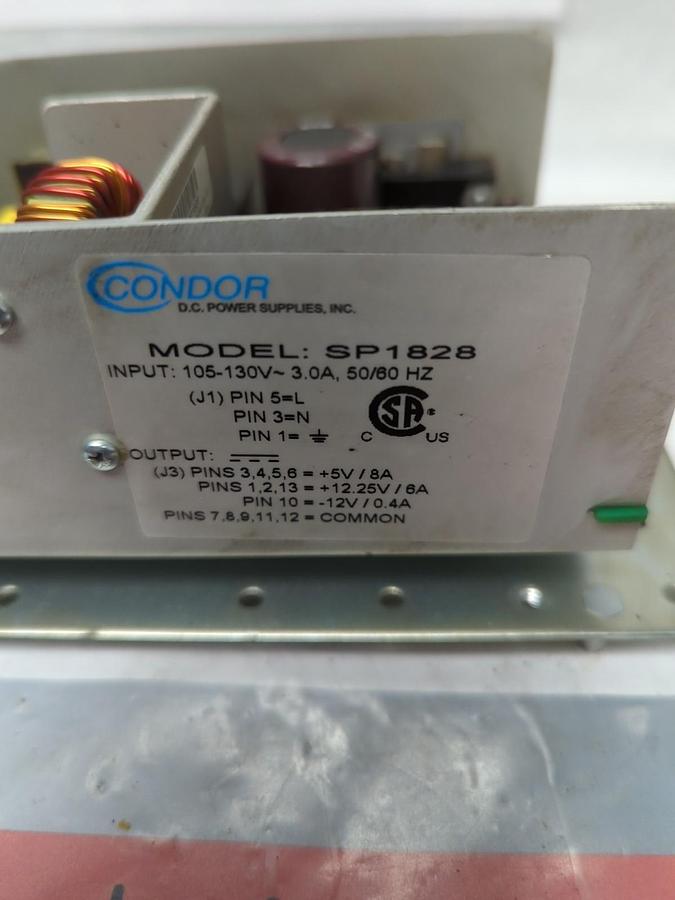 CONDOR
D.C. POWER SUPPLIES, INC.
MODEL: SP1828
INPUT: 105-130V~ 3.0A, 50/60 HZ
(J1) PIN 5=L
PIN 3=N
PIN 1= ⏚
C SA ® US
OUTPUT: ⎓
(J3) PINS 3,4,5,6 = +5V / 8A
PINS 1,2,13 = +12.25V / 6A
PIN 10 = -12V / 0.4A
PINS 7,8,9,11,12 = COMMON